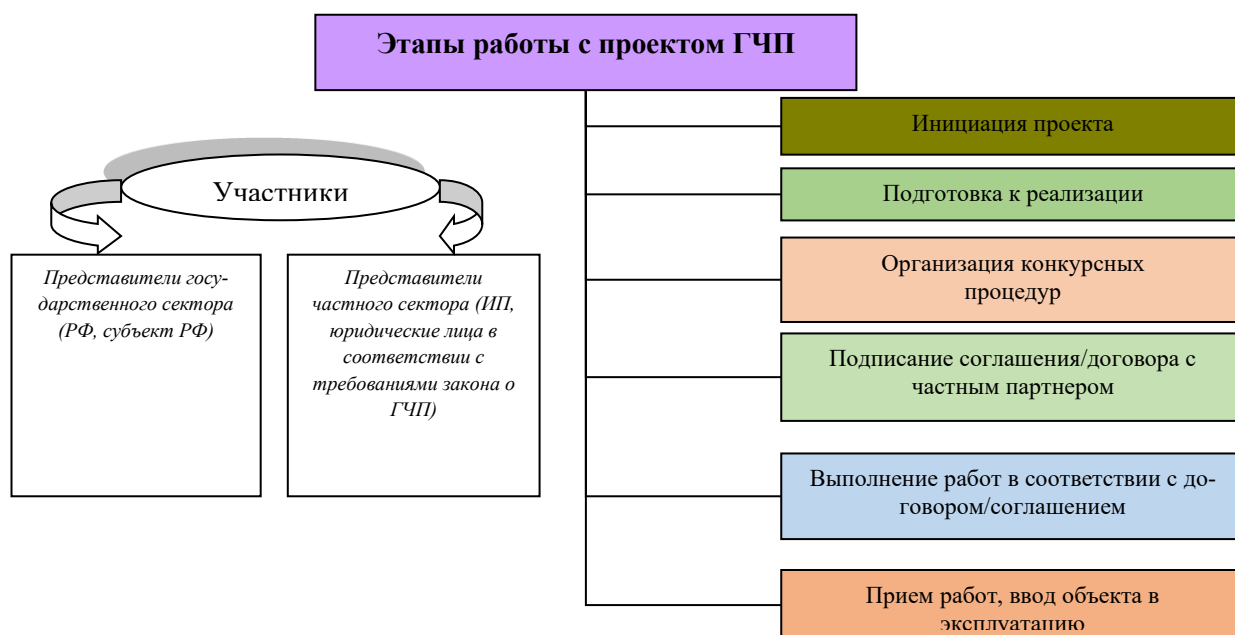 Этапы работы с проектом ГЧП
Участники
Представители госу-
дарственного сектора
(РФ, субъект РФ)
Представители
частного сектора (ИП,
юридические лица в
соответствии с
требованиями закона о
ГЧП)
Инициация проекта
Подготовка к реализации
Организация конкурсных
процедур
Подписание соглашения/договора с
частным партнером
Выполнение работ в соответствии с до-
говором/соглашением
Прием работ, ввод объекта в
эксплуатацию